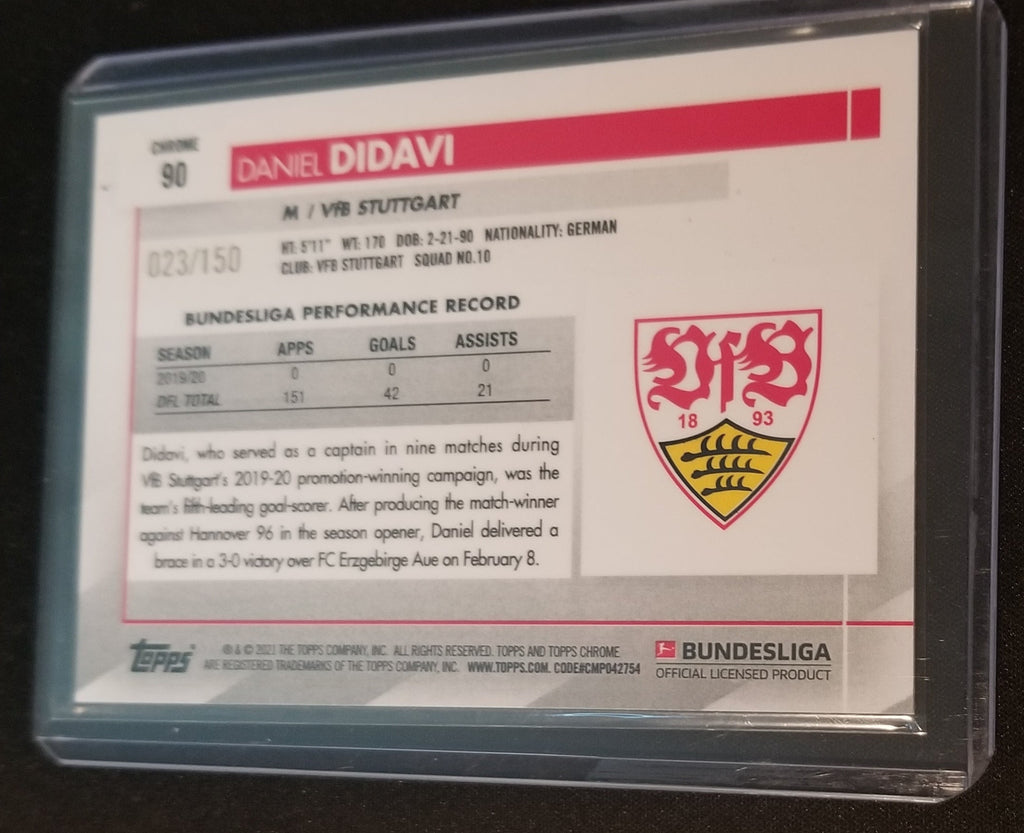 CHROME
90
DANIEL DIDAVI
M / VfB STUTTGART
023/150
HT: 5'11" WT: 170 DOB: 2-21-90 NATIONALITY: GERMAN
CLUB: VFB STUTTGART SQUAD NO.10
BUNDESLIGA PERFORMANCE RECORD
SEASON APPS GOALS ASSISTS
2019/20 0 0 0
DFL TOTAL 151 42 21
Didavi, who served as a captain in nine matches during
VfB Stuttgart's 2019-20 promotion-winning campaign, was the
team's fifth-leading goal-scorer. After producing the match-winner
against Hannover 96 in the season opener, Daniel delivered a
brace in a 3-0 victory over FC Erzgebirge Aue on February 8.
VfB
18 93
Topps
® & © 2021 THE TOPPS COMPANY, INC. ALL RIGHTS RESERVED. TOPPS AND TOPPS CHROME
ARE REGISTERED TRADEMARKS OF THE TOPPS COMPANY, INC. WWW.TOPPS.COM. CODE#CMP042754
BUNDESLIGA
OFFICIAL LICENSED PRODUCT